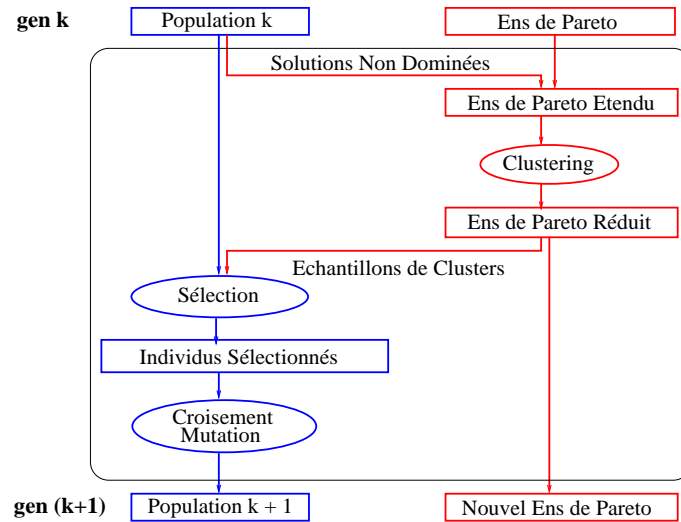 gen k
Population k
Ens de Pareto
Solutions Non Dominées
Ens de Pareto Etendu
Clustering
Ens de Pareto Réduit
Echantillons de Clusters
Sélection
Individus Sélectionnés
Croisement
Mutation
gen (k+1)
Population k + 1
Nouvel Ens de Pareto